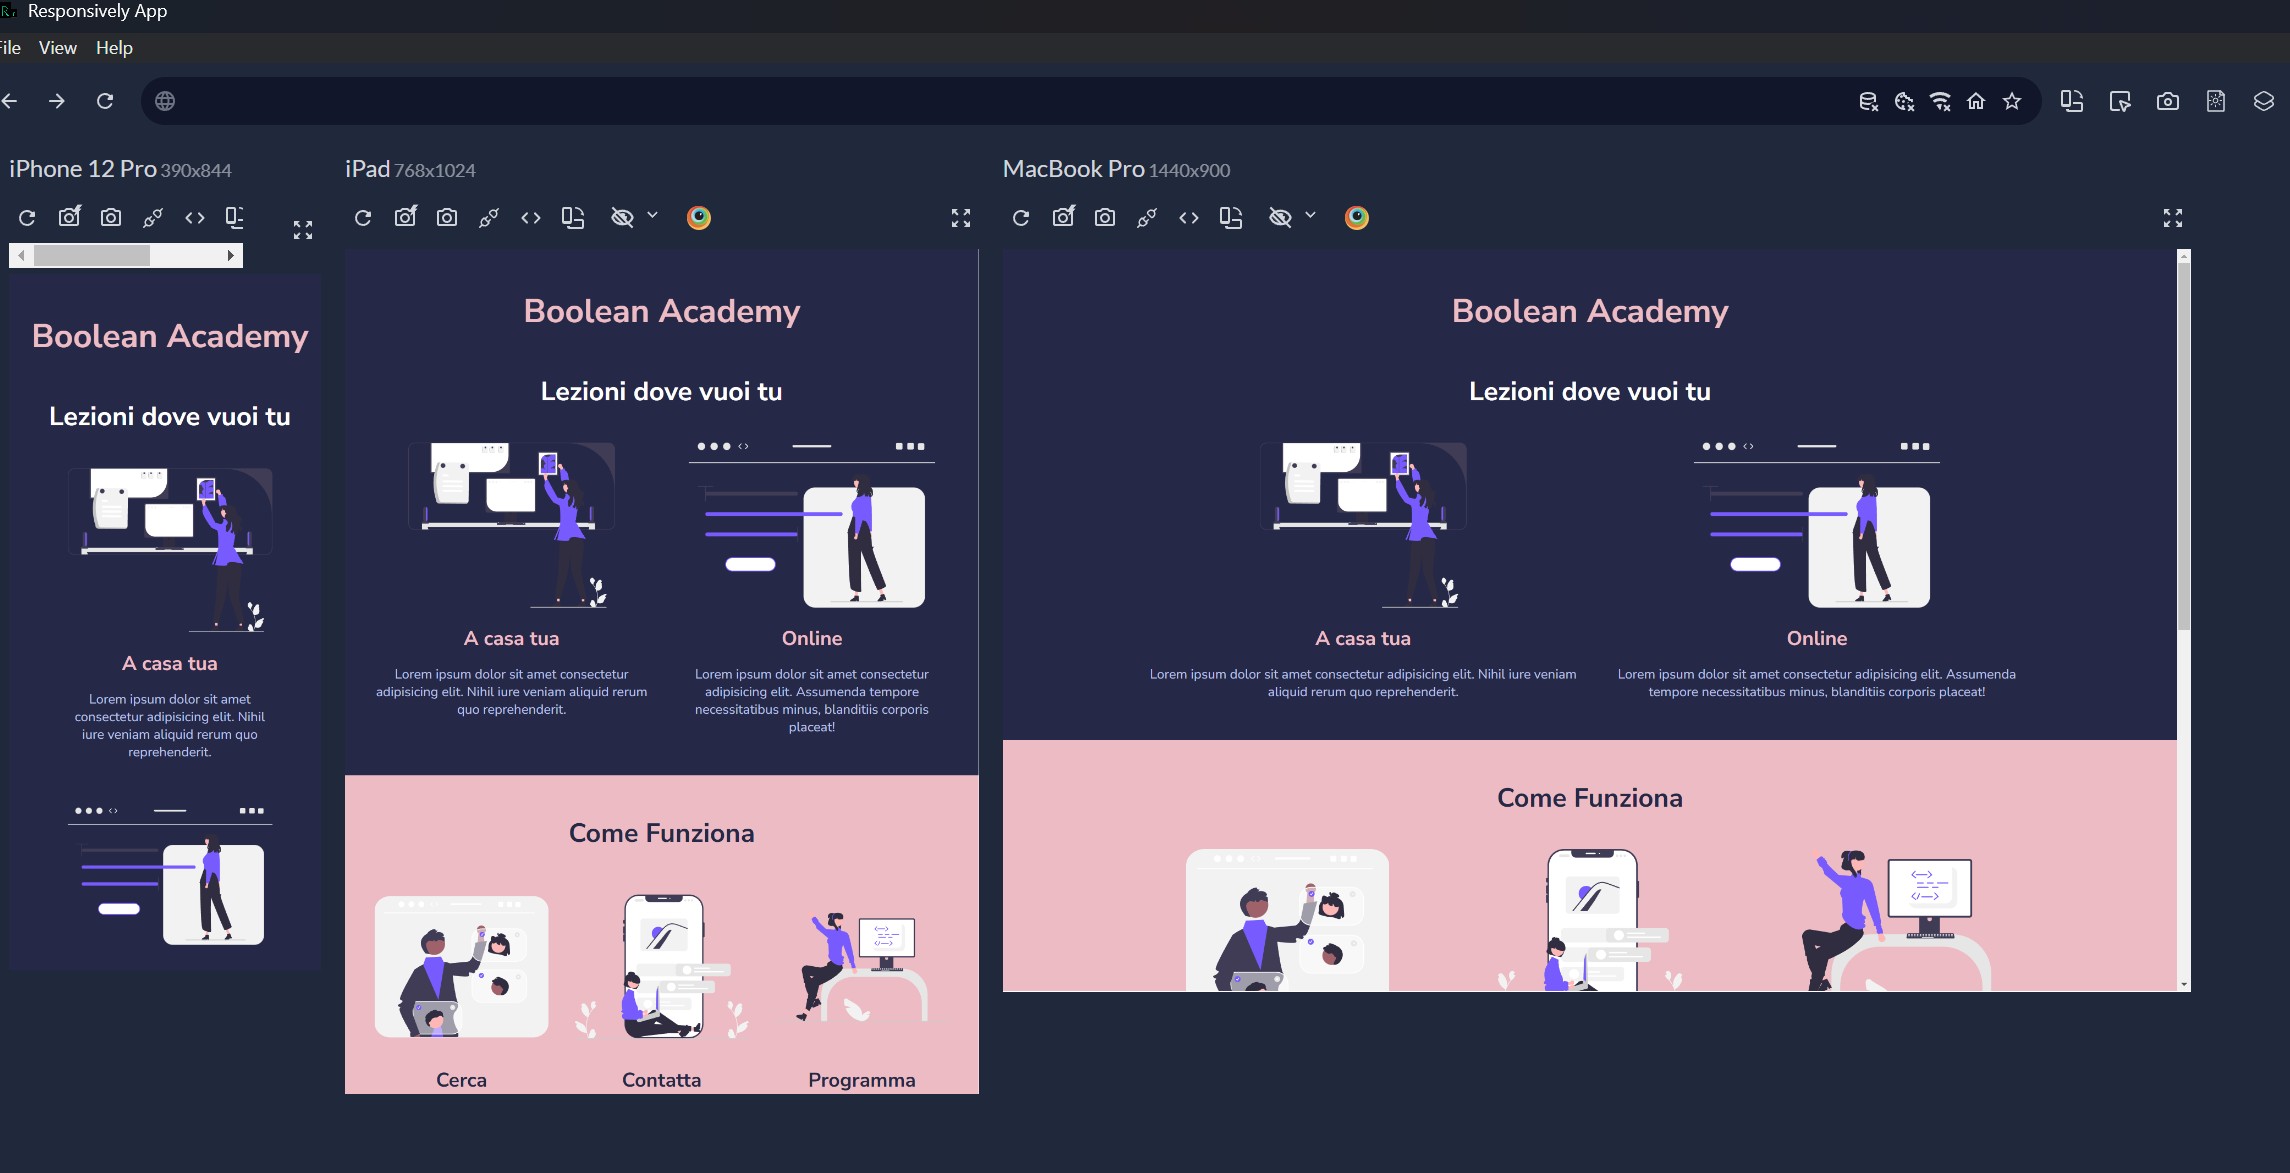 Responsively App
File View Help
iPhone 12 Pro 390x844
Boolean Academy
Lezioni dove vuoi tu
A casa tua
Lorem ipsum dolor sit amet
consectetur adipisicing elit. Nihil
iure veniam aliquid rerum quo
reprehenderit.
iPad 768x1024
Boolean Academy
Lezioni dove vuoi tu
A casa tua
Lorem ipsum dolor sit amet consectetur
adipisicing elit. Nihil iure veniam aliquid rerum
quo reprehenderit.
Online
Lorem ipsum dolor sit amet consectetur
adipisicing elit. Assumenda tempore
necessitatibus minus, blanditiis corporis
placeat!
Come Funziona
Cerca
Contatta
Programma
MacBook Pro 1440x900
Boolean Academy
Lezioni dove vuoi tu
A casa tua
Lorem ipsum dolor sit amet consectetur adipisicing elit. Nihil iure veniam
aliquid rerum quo reprehenderit.
Online
Lorem ipsum dolor sit amet consectetur adipisicing elit. Assumenda
tempore necessitatibus minus, blanditiis corporis placeat!
Come Funziona